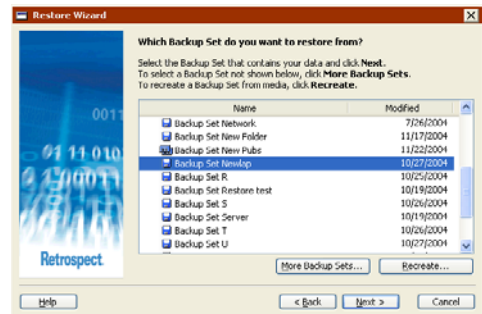 Restore Wizard
Which Backup Set do you want to restore from?
Select the Backup Set that contains your data and click Next.
To select a Backup Set not shown below, click More Backup Sets.
To recreate a Backup Set from media, click Recreate.
Name Modified
Backup Set Network 7/26/2004
Backup Set New Folder 11/17/2004
Backup Set New Pubs 11/22/2004
Backup Set Newlap 10/27/2004
Backup Set R 10/25/2004
Backup Set Restore test 10/19/2004
Backup Set S 10/26/2004
Backup Set Server 10/19/2004
Backup Set T 10/26/2004
Backup Set U 10/27/2004
Retrospect
More Backup Sets... Recreate...
Help < Back Next > Cancel